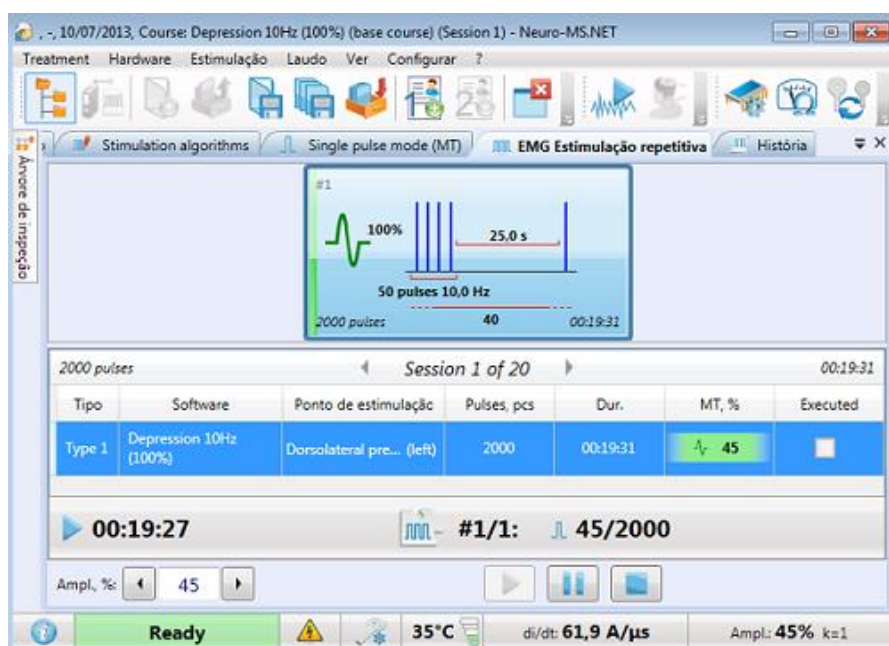 . -, 10/07/2013, Course: Depression 10Hz (100%) (base course) (Session 1) - Neuro-MS.NET
Treatment Hardware Estimulação Laudo Ver Configurar ?
Stimulation algorithms Single pulse mode (MT) EMG Estimulação repetitiva História
Árvore de inspeção
#1
100%
25,0 s
50 pulses 10,0 Hz
2000 pulses 40 00:19:31
2000 pulses Session 1 of 20 00:19:31
Tipo Software Ponto de estimulação Pulses, pcs Dur. MT, % Executed
Type 1 Depression 10Hz (100%) Dorsolateral pre... (left) 2000 00:19:31 45
00:19:27 #1/1: 45/2000
Ampl., %: 45
Ready 35°C di/dt: 61,9 A/µs Ampl.: 45% k=1